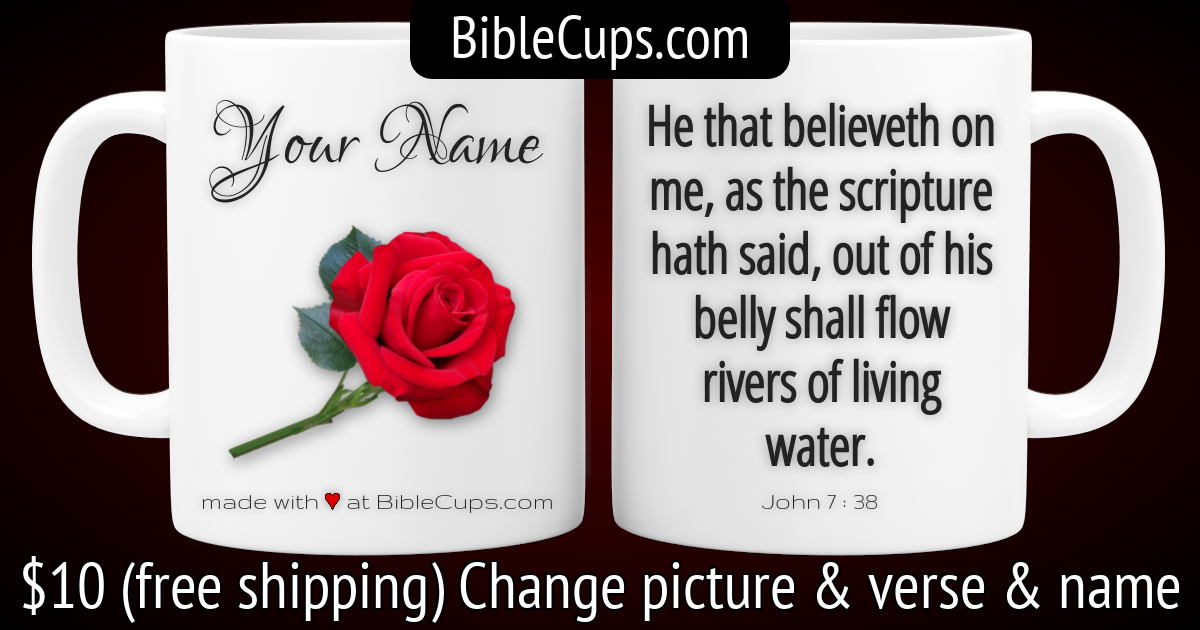 BibleCups.com
Your Name
made with ♥ at BibleCups.com
He that believeth on
me, as the scripture
hath said, out of his
belly shall flow
rivers of living
water.
John 7 : 38
$10 (free shipping) Change picture & verse & name